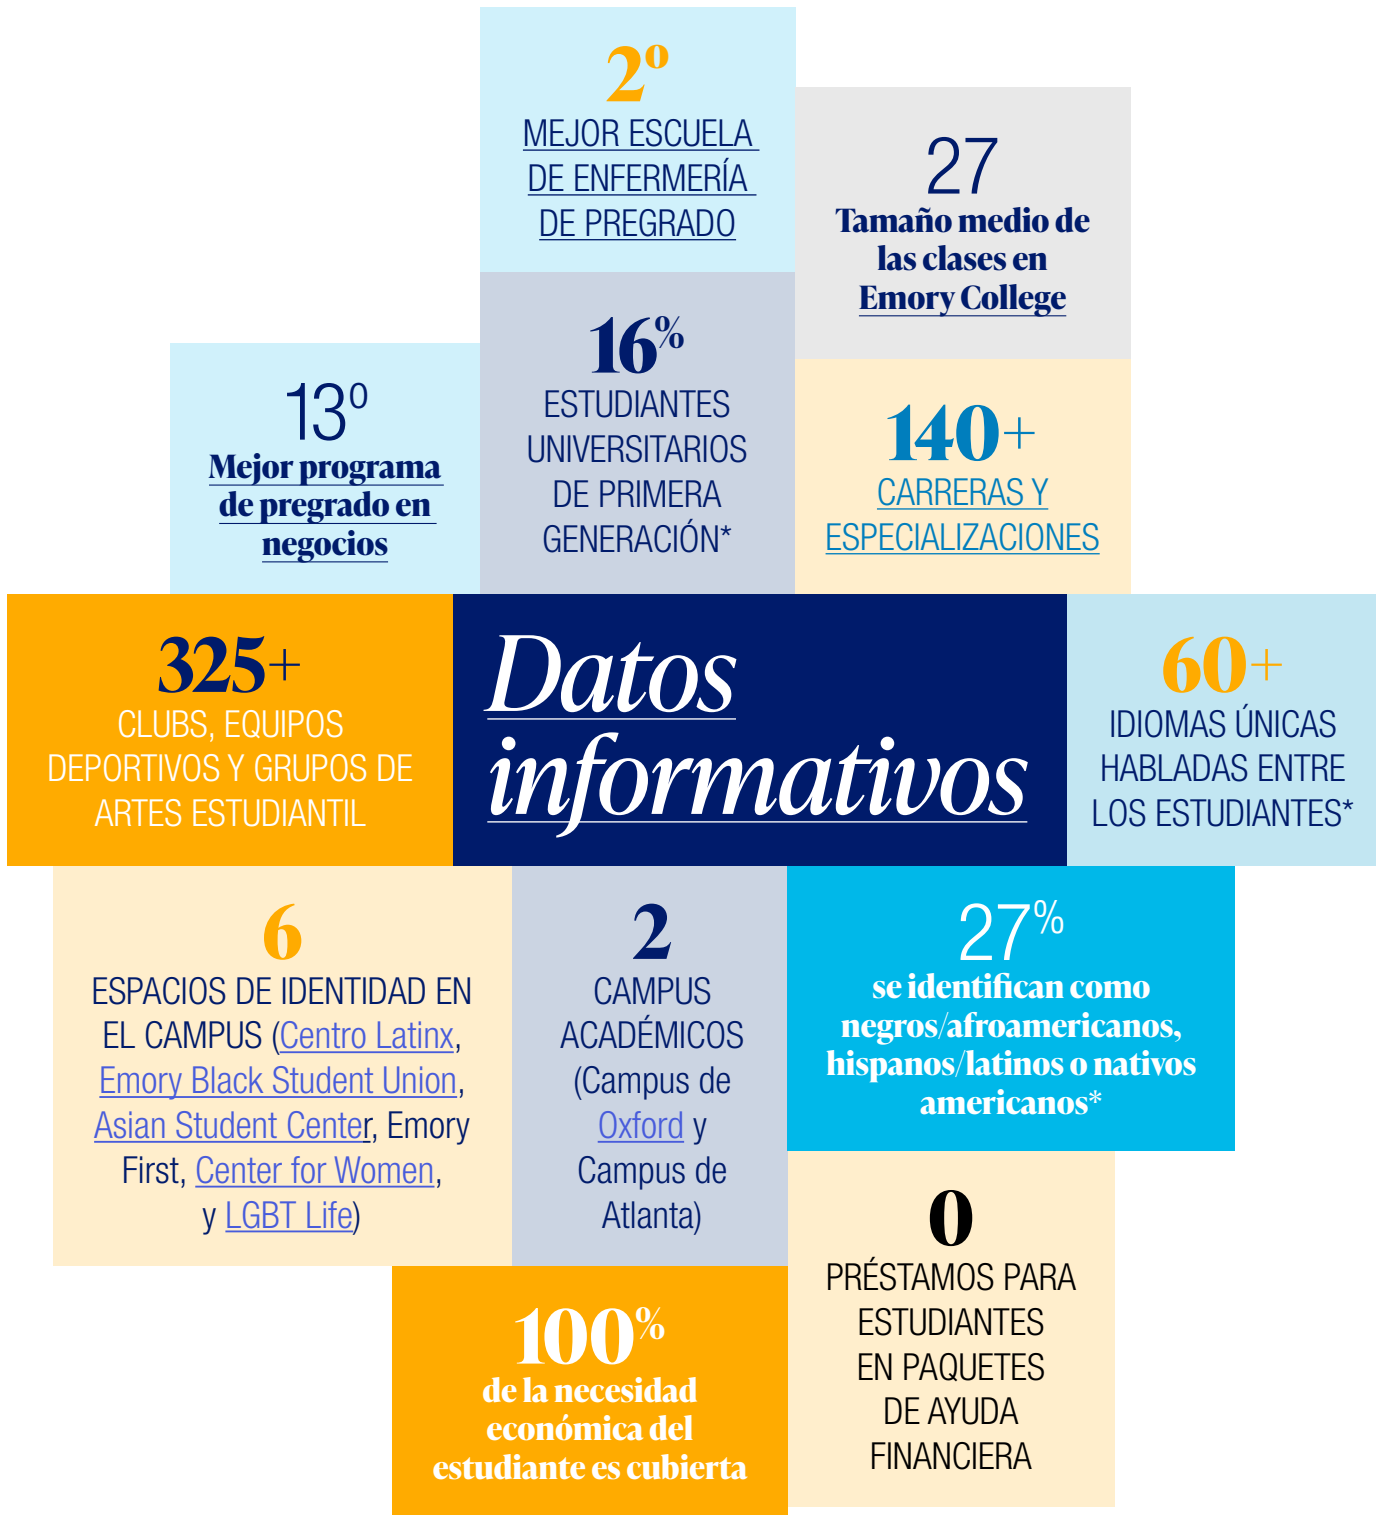 2º
MEJOR ESCUELA
DE ENFERMERÍA
DE PREGRADO
27
Tamaño medio de
las clases en
Emory College
16%
ESTUDIANTES
UNIVERSITARIOS
DE PRIMERA
GENERACIÓN*
13º
Mejor programa
de pregrado en
negocios
140+
CARRERAS Y
ESPECIALIZACIONES
325+
CLUBS, EQUIPOS
DEPORTIVOS Y GRUPOS DE
ARTES ESTUDIANTIL
Datos
informativos
60+
IDIOMAS ÚNICAS
HABLADAS ENTRE
LOS ESTUDIANTES*
6
ESPACIOS DE IDENTIDAD EN
EL CAMPUS (Centro Latinx,
Emory Black Student Union,
Asian Student Center, Emory
First, Center for Women,
y LGBT Life)
2
CAMPUS
ACADÉMICOS
(Campus de
Oxford y
Campus de
Atlanta)
27%
se identifican como
negros/afroamericanos,
hispanos/latinos o nativos
americanos*
0
PRÉSTAMOS PARA
ESTUDIANTES
EN PAQUETES
DE AYUDA
FINANCIERA
100%
de la necesidad
económica del
estudiante es cubierta